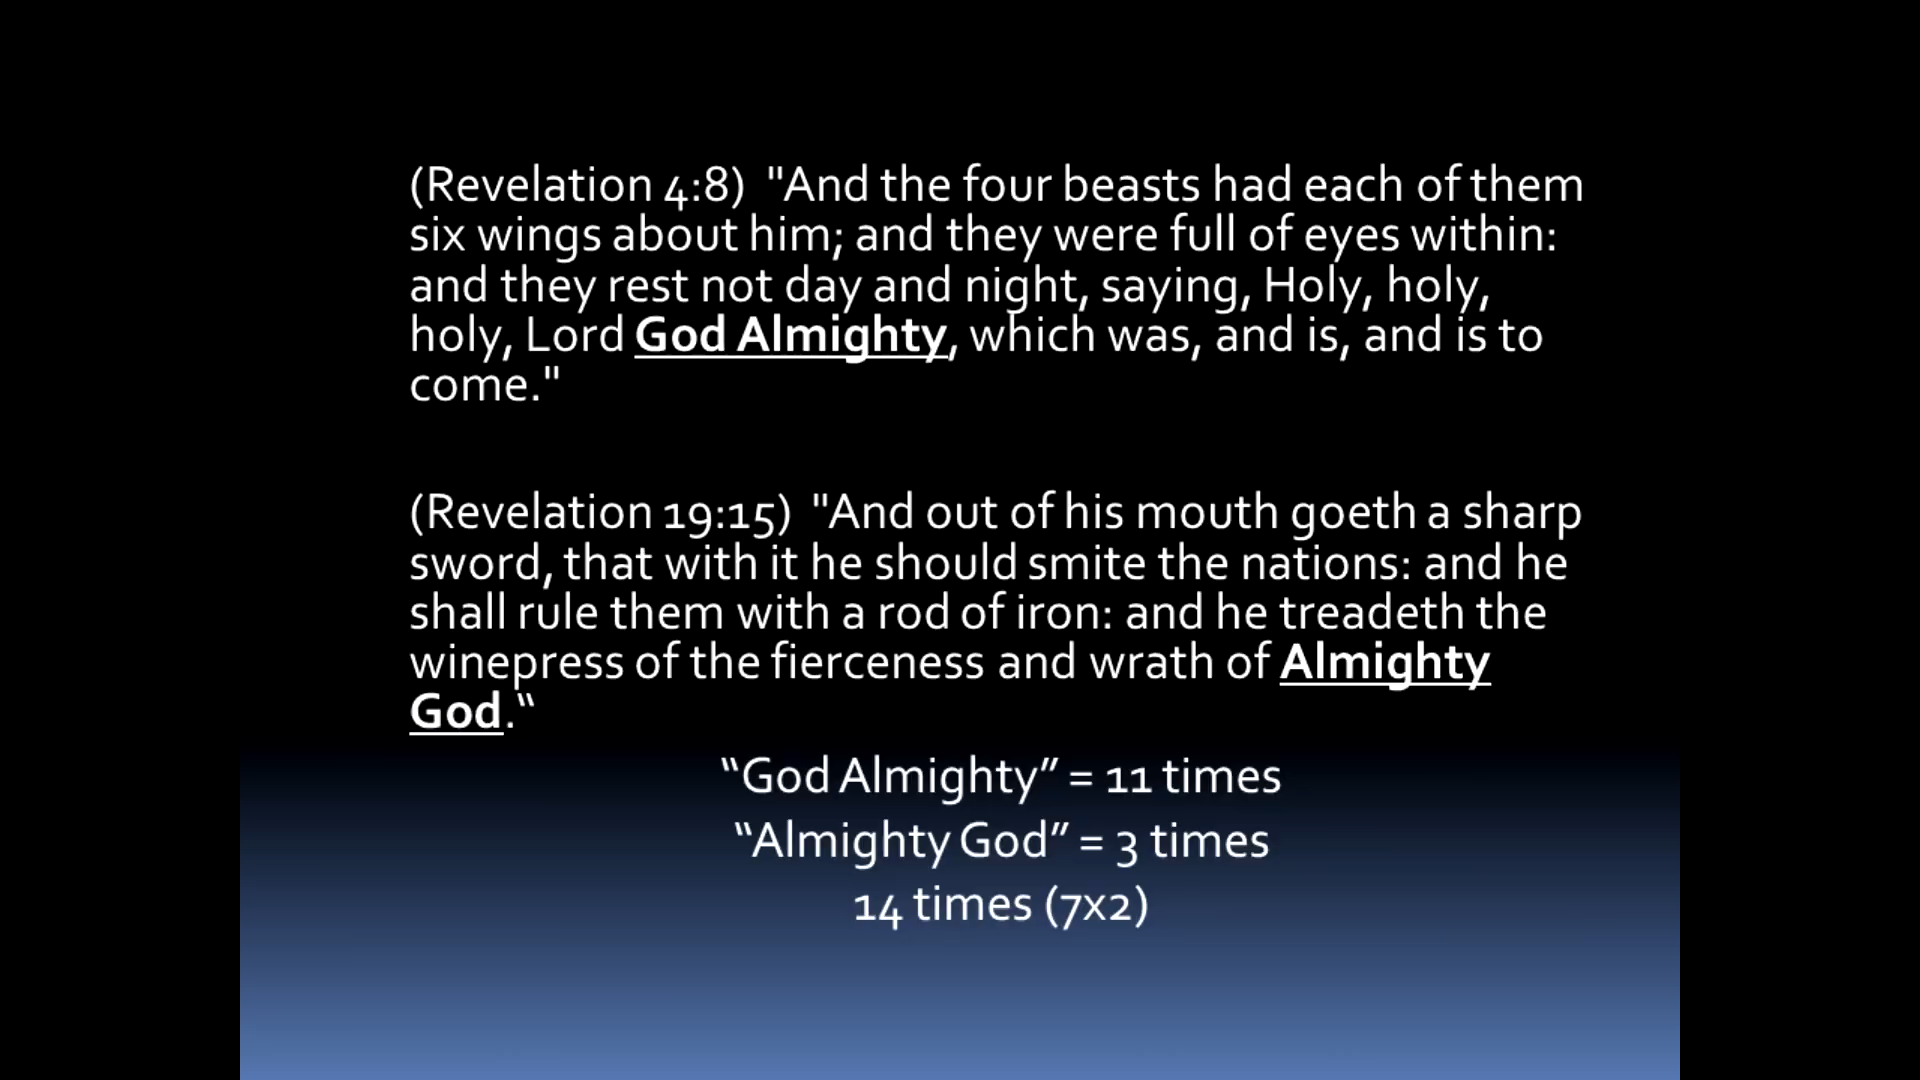 (Revelation 4:8)  "And the four beasts had each of them
six wings about him; and they were full of eyes within:
and they rest not day and night, saying, Holy, holy,
holy, Lord God Almighty, which was, and is, and is to
come."
(Revelation 19:15)  "And out of his mouth goeth a sharp
sword, that with it he should smite the nations: and he
shall rule them with a rod of iron: and he treadeth the
winepress of the fierceness and wrath of Almighty
God.“
“God Almighty” = 11 times
“Almighty God” = 3 times
14 times (7x2)